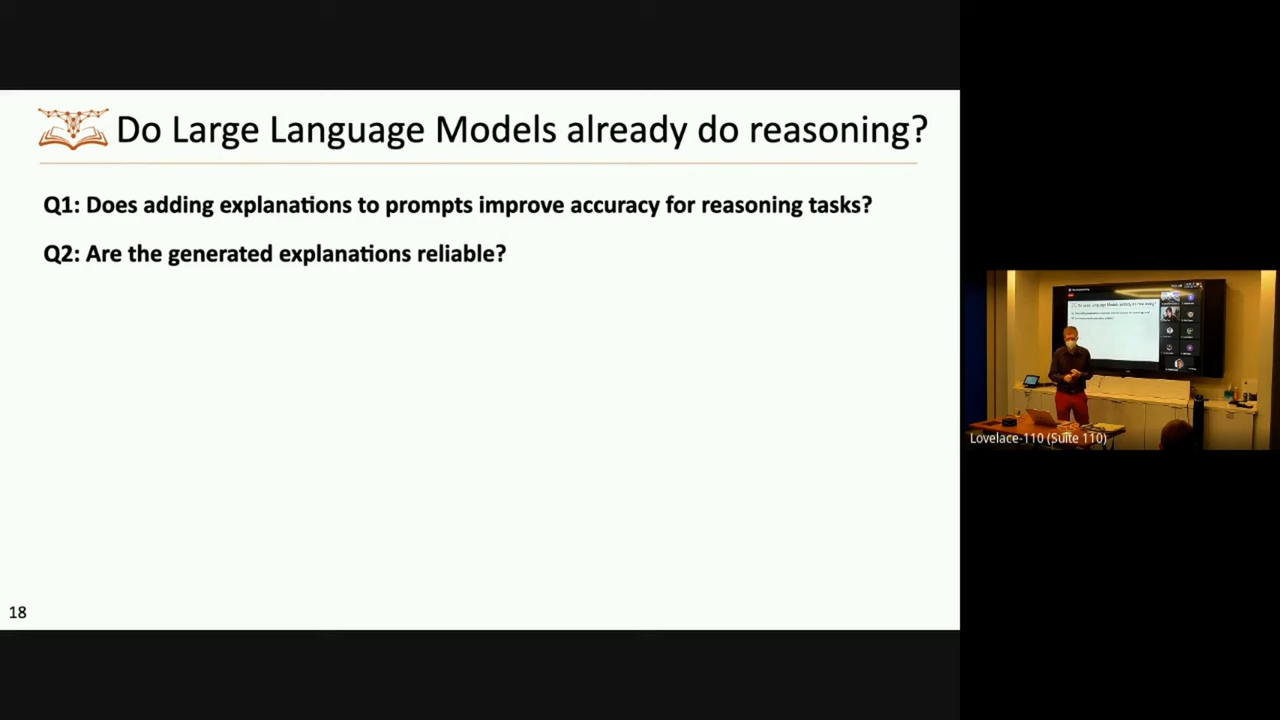 Do Large Language Models already do reasoning?
Q1: Does adding explanations to prompts improve accuracy for reasoning tasks?
Q2: Are the generated explanations reliable?
18
Lovelace-110 (Suite 110)